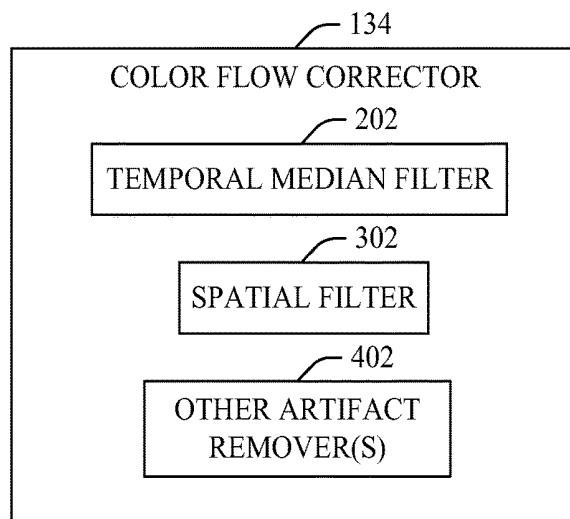 134
COLOR FLOW CORRECTOR
202
TEMPORAL MEDIAN FILTER
302
SPATIAL FILTER
402
OTHER ARTIFACT
REMOVER(S)